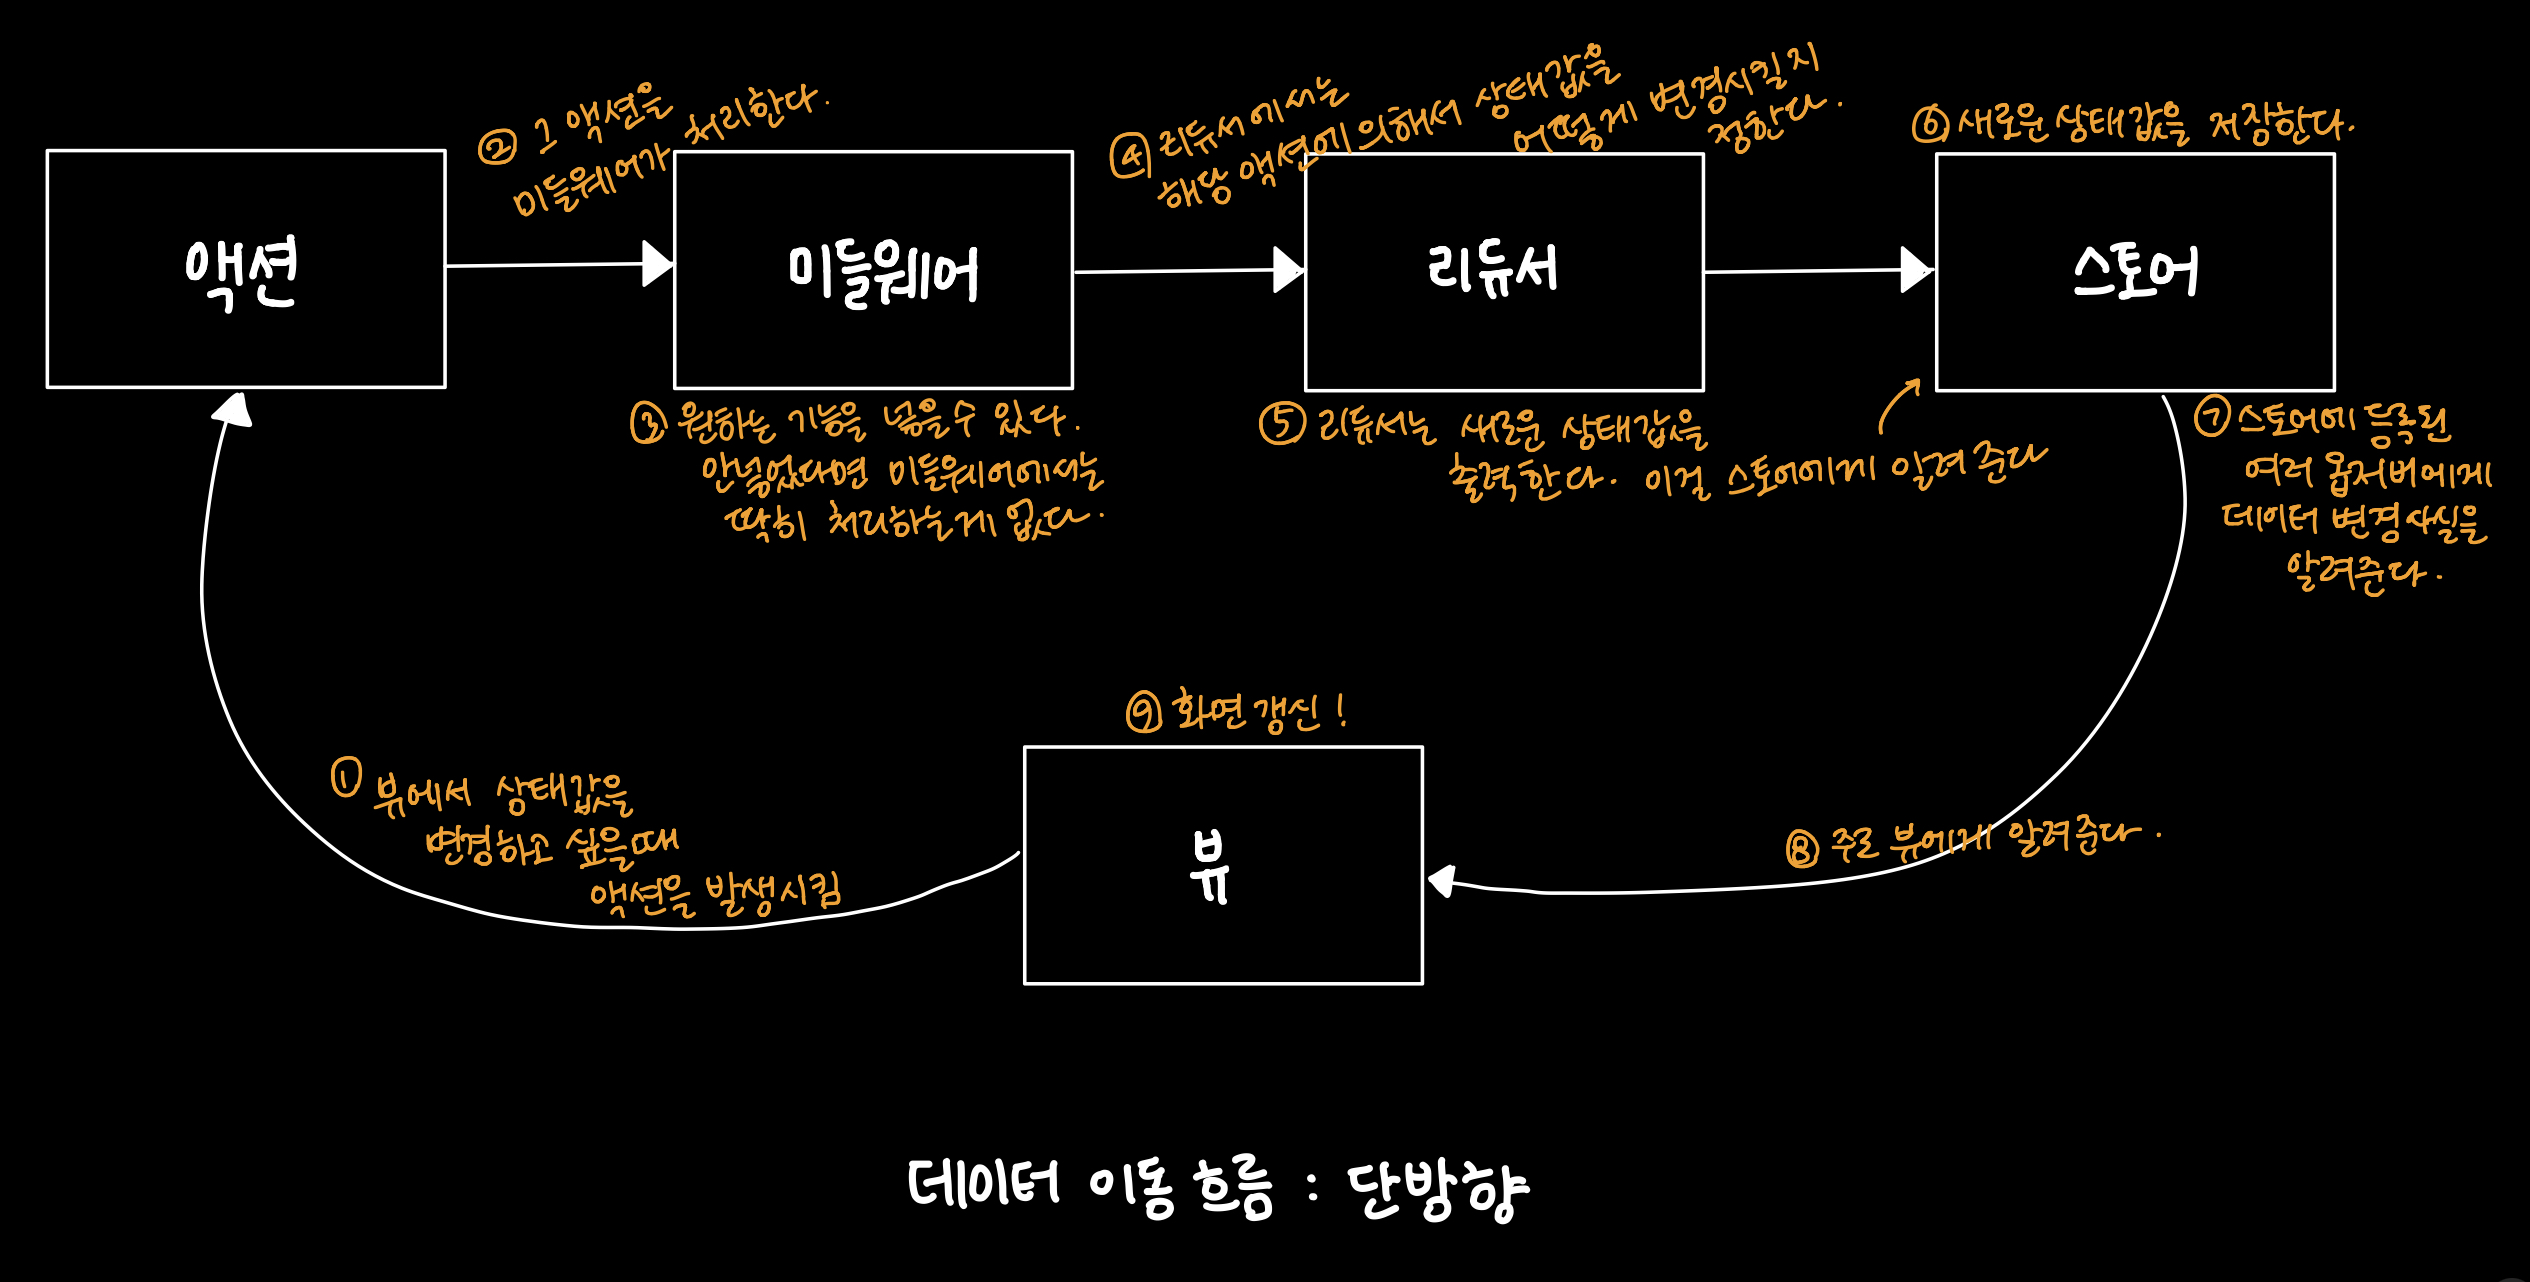 ② 그 액션을
미들웨어가 처리한다.
④ 리듀서에서는
해당 액션에 의해서 상태값을
어떻게 변경시킬지
정한다.
⑥ 새로운 상태값을 저장한다.
액션
미들웨어
리듀서
스토어
③ 원하는 기능을 넣을수 있다.
안넣었다면 미들웨어에서는
딱히 처리하는게 없다.
⑤ 리듀서는 새로운 상태값을
출력한다. 이걸 스토어에게 알려준다
⑦ 스토어에 등록된
여러 옵저버에게
데이터 변경사실을
알려준다.
⑨ 화면갱신!
① 뷰에서 상태값을
변경하고 싶을때
액션을 발생시킴
뷰
⑧ 주로 뷰에게 알려준다.
데이터 이동 흐름 : 단방향